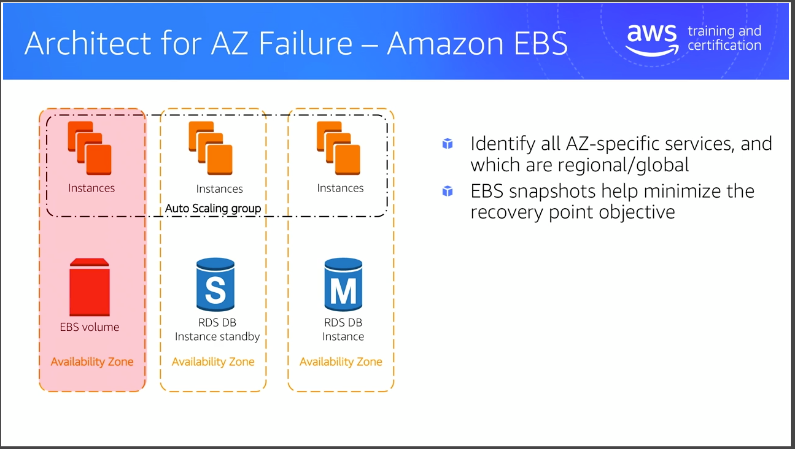 Architect for AZ Failure – Amazon EBS
aws
training and
certification
Instances
Instances
Instances
Auto Scaling group
EBS volume
S
RDS DB
Instance standby
M
RDS DB
Instance
Availability Zone
Availability Zone
Availability Zone
Identify all AZ-specific services, and
which are regional/global
EBS snapshots help minimize the
recovery point objective